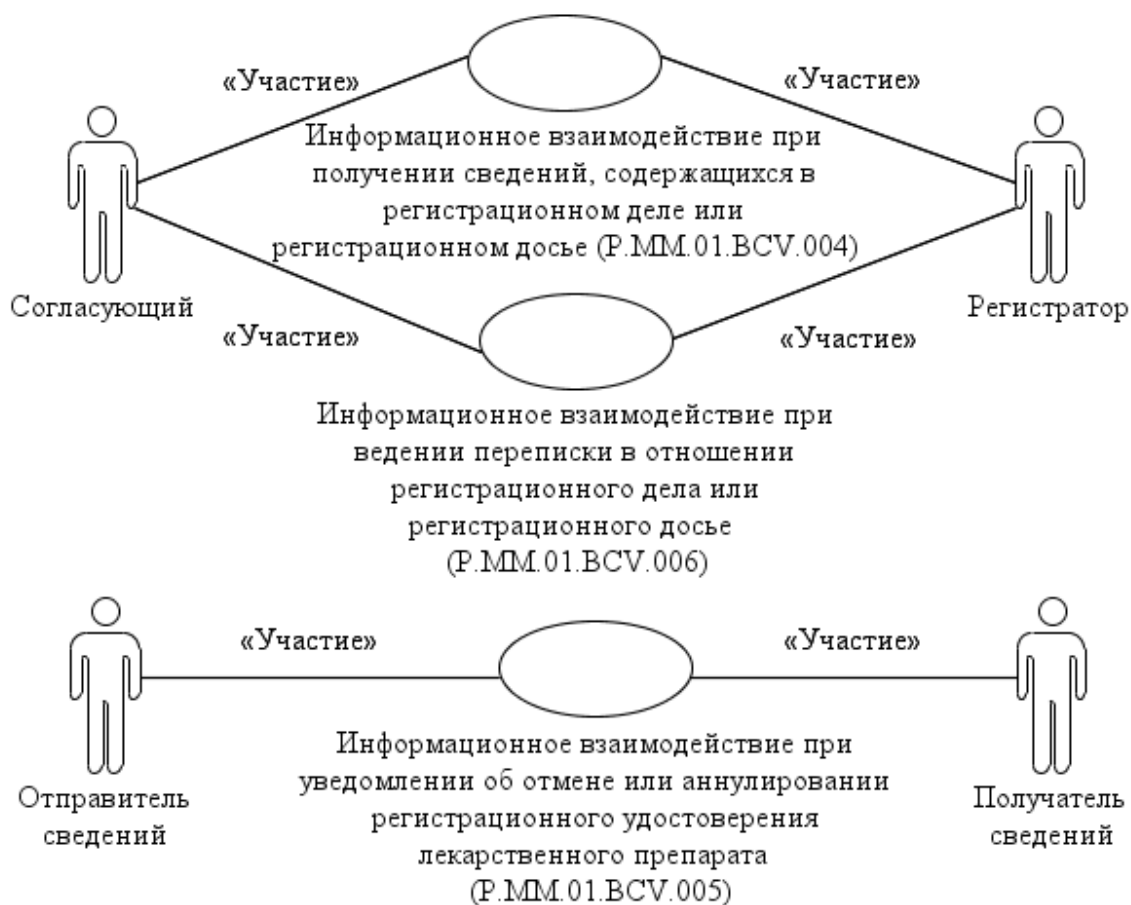 «Участие»
«Участие»
Информационное взаимодействие при
получении сведений, содержащихся в
регистрационном деле или
регистрационном досье (P.MM.01.BCV.004)
Согласующий
Регистратор
«Участие»
«Участие»
Информационное взаимодействие при
ведении переписки в отношении
регистрационного дела или
регистрационного досье
(P.MM.01.BCV.006)
«Участие»
«Участие»
Информационное взаимодействие при
уведомлении об отмене или аннулировании
регистрационного удостоверения
лекарственного препарата
(P.MM.01.BCV.005)
Отправитель
сведений
Получатель
сведений